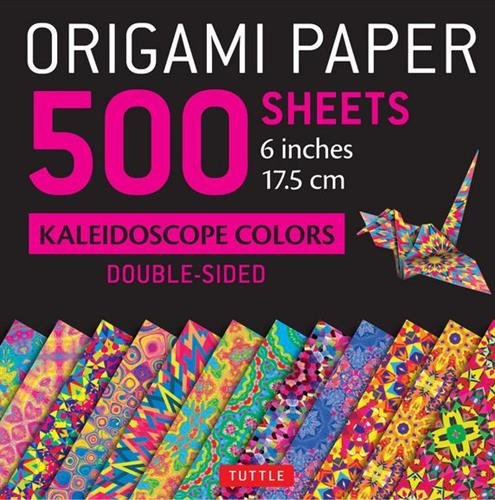 ORIGAMI PAPER
500 SHEETS
6 inches
17.5 cm
KALEIDOSCOPE COLORS
DOUBLE-SIDED
TUTTLE